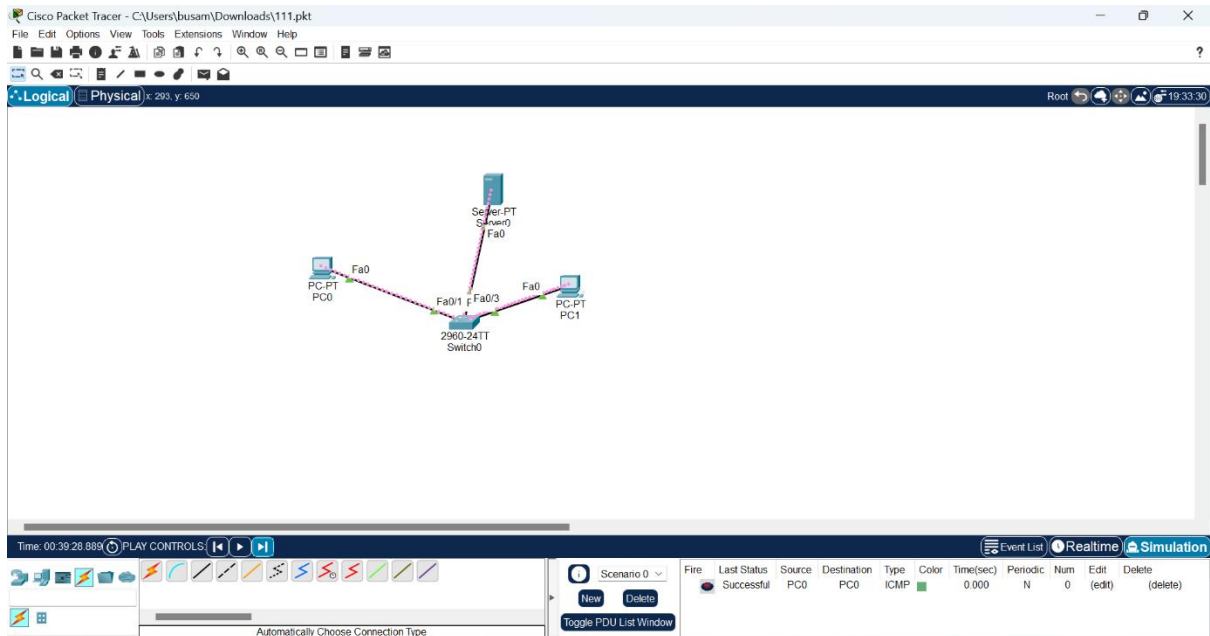 Cisco Packet Tracer - C:\Users\busam\Downloads\111.pkt
File Edit Options View Tools Extensions Window Help
?
Logical Physical x: 293, y: 650 Root 19:33:30
Server-PT
Server0
Fa0
Fa0
PC-PT
PC0
Fa0
PC-PT
PC1
Fa0/1 Fa0/3
2960-24TT
Switch0
Time: 00:39:28.889 PLAY CONTROLS: Event List Realtime Simulation
Scenario 0
New Delete
Toggle PDU List Window
Fire Last Status Source Destination Type Color Time(sec) Periodic Num Edit Delete
Successful PC0 PC0 ICMP 0.000 N 0 (edit) (delete)
Automatically Choose Connection Type